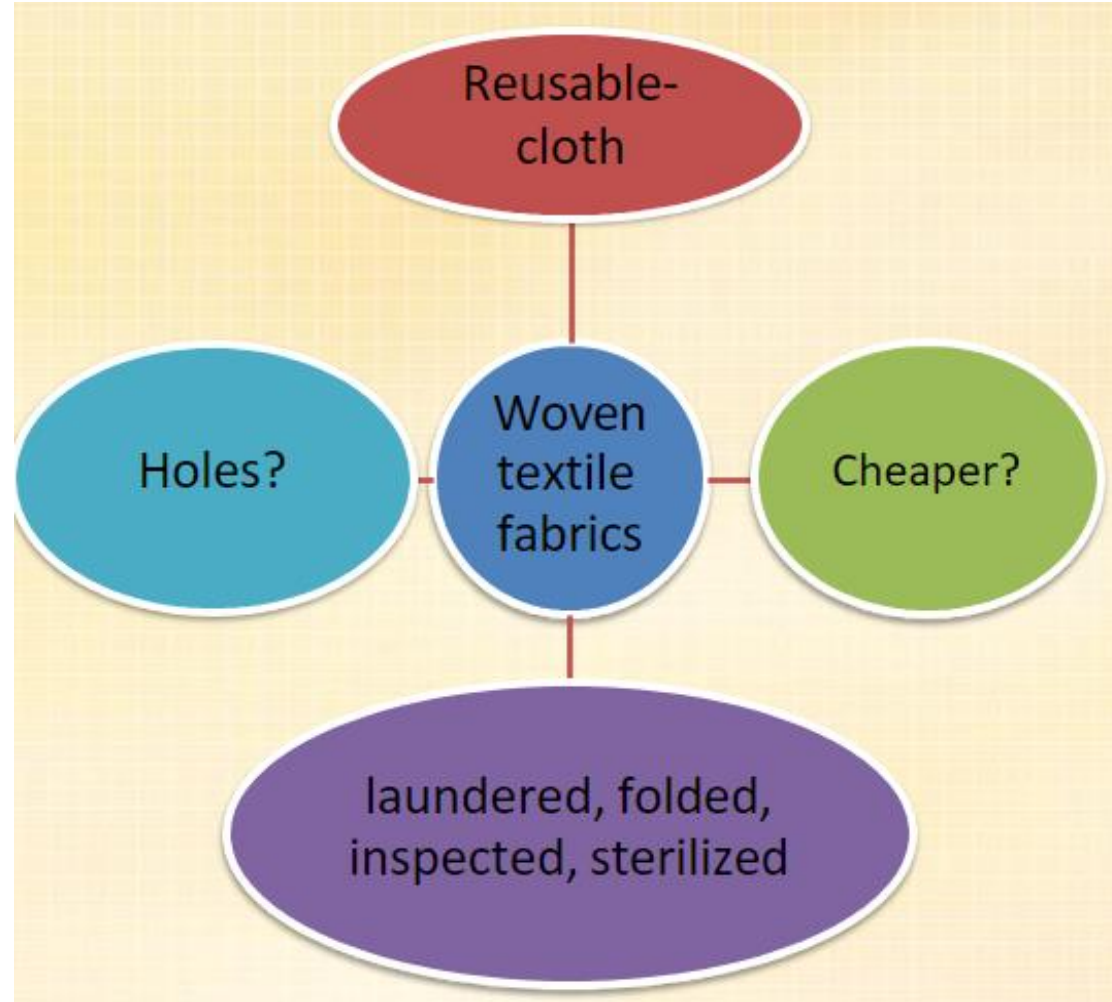 Reusable-
cloth
Holes?
Woven
textile
fabrics
Cheaper?
laundered, folded,
inspected, sterilized